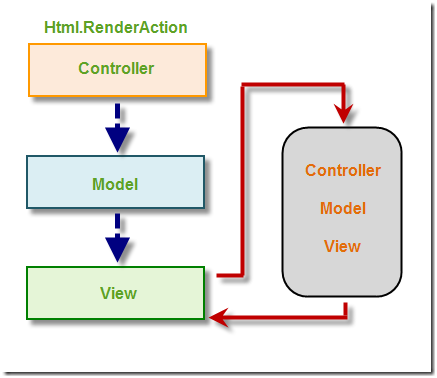 Html.RenderAction
Controller
Model
View
Controller
Model
View